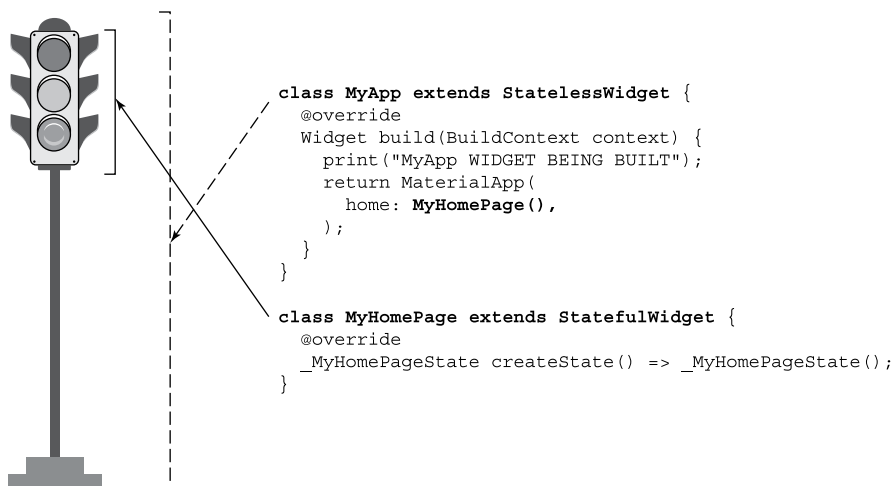 class MyApp extends StatelessWidget {
  @override
  Widget build(BuildContext context) {
    print("MyApp WIDGET BEING BUILT");
    return MaterialApp(
      home: MyHomePage(),
    );
  }
}
class MyHomePage extends StatefulWidget {
  @override
  _MyHomePageState createState() => _MyHomePageState();
}